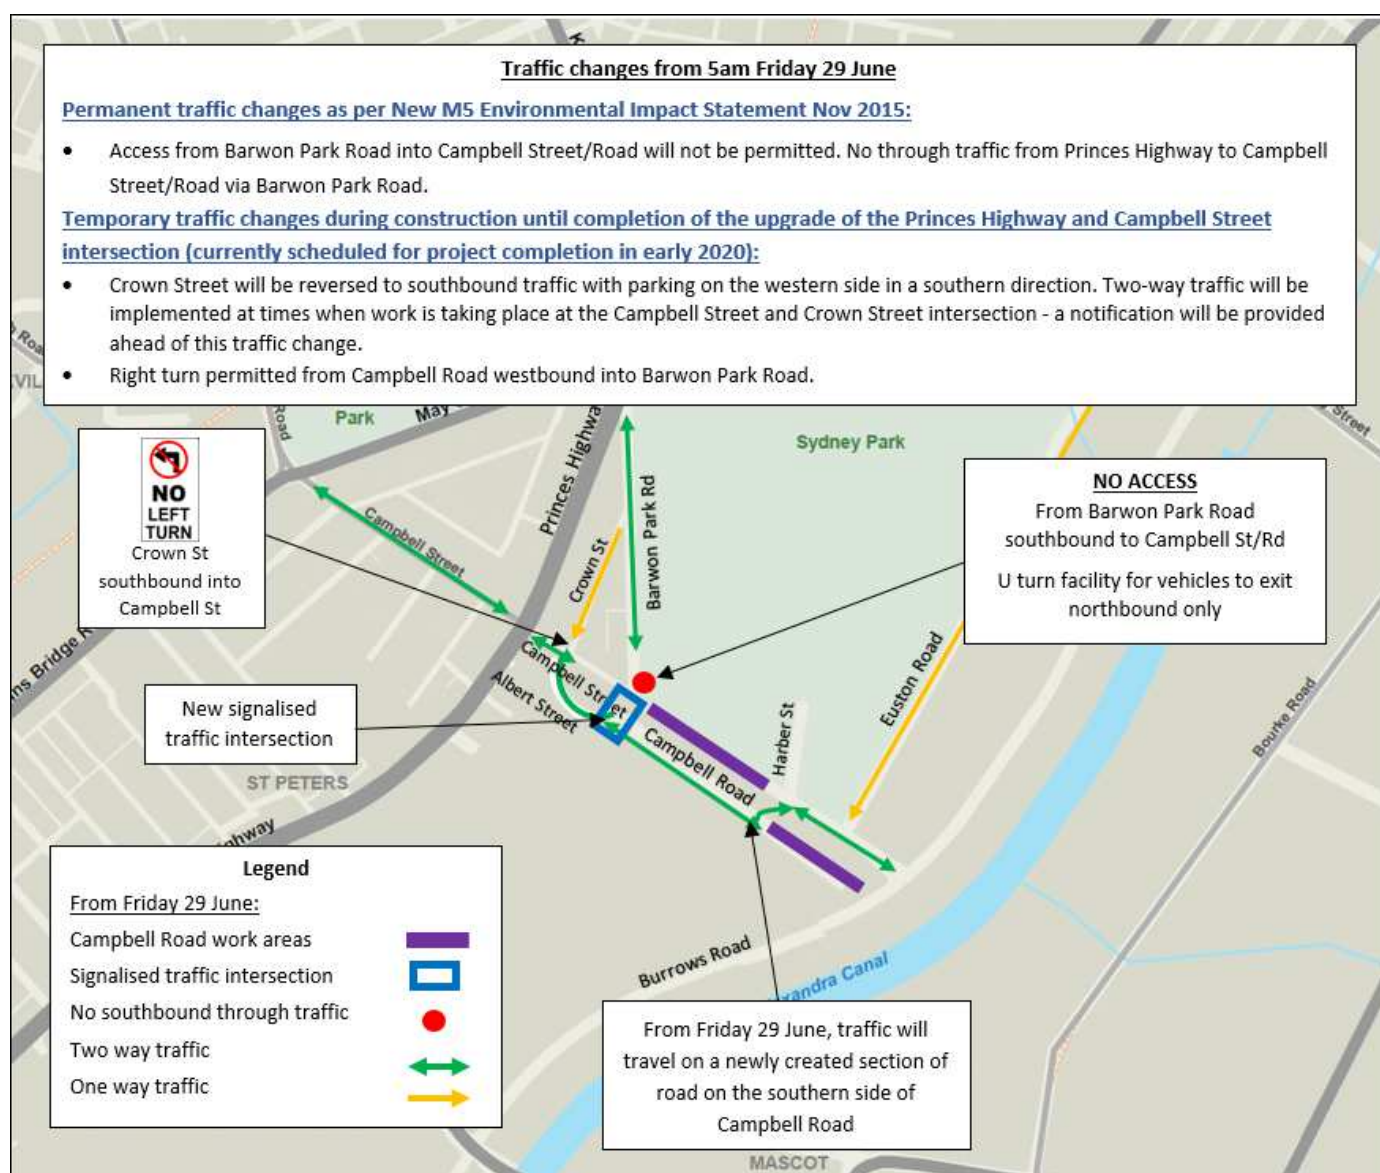 Traffic changes from 5am Friday 29 June
Permanent traffic changes as per New M5 Environmental Impact Statement Nov 2015:
• Access from Barwon Park Road into Campbell Street/Road will not be permitted. No through traffic from Princes Highway to Campbell
Street/Road via Barwon Park Road.
Temporary traffic changes during construction until completion of the upgrade of the Princes Highway and Campbell Street
intersection (currently scheduled for project completion in early 2020):
• Crown Street will be reversed to southbound traffic with parking on the western side in a southern direction. Two-way traffic will be
implemented at times when work is taking place at the Campbell Street and Crown Street intersection - a notification will be provided
ahead of this traffic change.
• Right turn permitted from Campbell Road westbound into Barwon Park Road.
Road
Park
May
Princes Highway
Sydney Park
Street
NO
LEFT
TURN
Crown St
southbound into
Campbell St
Campbell Street
Crown St
Barwon Park Rd
NO ACCESS
From Barwon Park Road
southbound to Campbell St/Rd
U turn facility for vehicles to exit
northbound only
Campbell Street
Albert Street
Euston Road
Bourke Road
Bridge
New signalised
traffic intersection
Campbell Road
Harber St
ST PETERS
Legend
From Friday 29 June:
Campbell Road work areas
Signalised traffic intersection
No southbound through traffic
Two way traffic
One way traffic
Burrows Road
Canal
From Friday 29 June, traffic will
travel on a newly created section of
road on the southern side of
Campbell Road
MASCOT